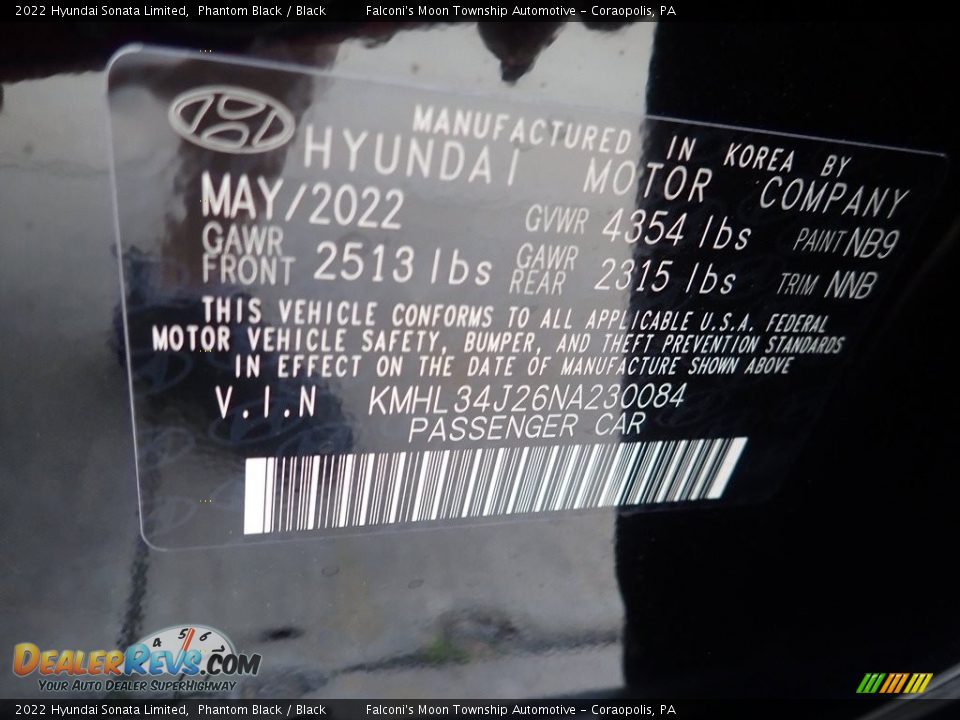 2022 Hyundai Sonata Limited, Phantom Black / Black Falconi's Moon Township Automotive - Coraopolis, PA
MANUFACTURED IN KOREA BY
HYUNDAI MOTOR COMPANY
MAY/2022 GVWR 4354 lbs PAINT NB9
GAWR FRONT 2513 lbs GAWR REAR 2315 lbs TRIM NNB
THIS VEHICLE CONFORMS TO ALL APPLICABLE U.S.A. FEDERAL
MOTOR VEHICLE SAFETY, BUMPER, AND THEFT PREVENTION STANDARDS
IN EFFECT ON THE DATE OF MANUFACTURE SHOWN ABOVE
V.I.N KMHL34J26NA230084
PASSENGER CAR
4 5 6
DEALERREVS.COM
YOUR AUTO DEALER SUPERHIGHWAY
2022 Hyundai Sonata Limited, Phantom Black / Black Falconi's Moon Township Automotive - Coraopolis, PA